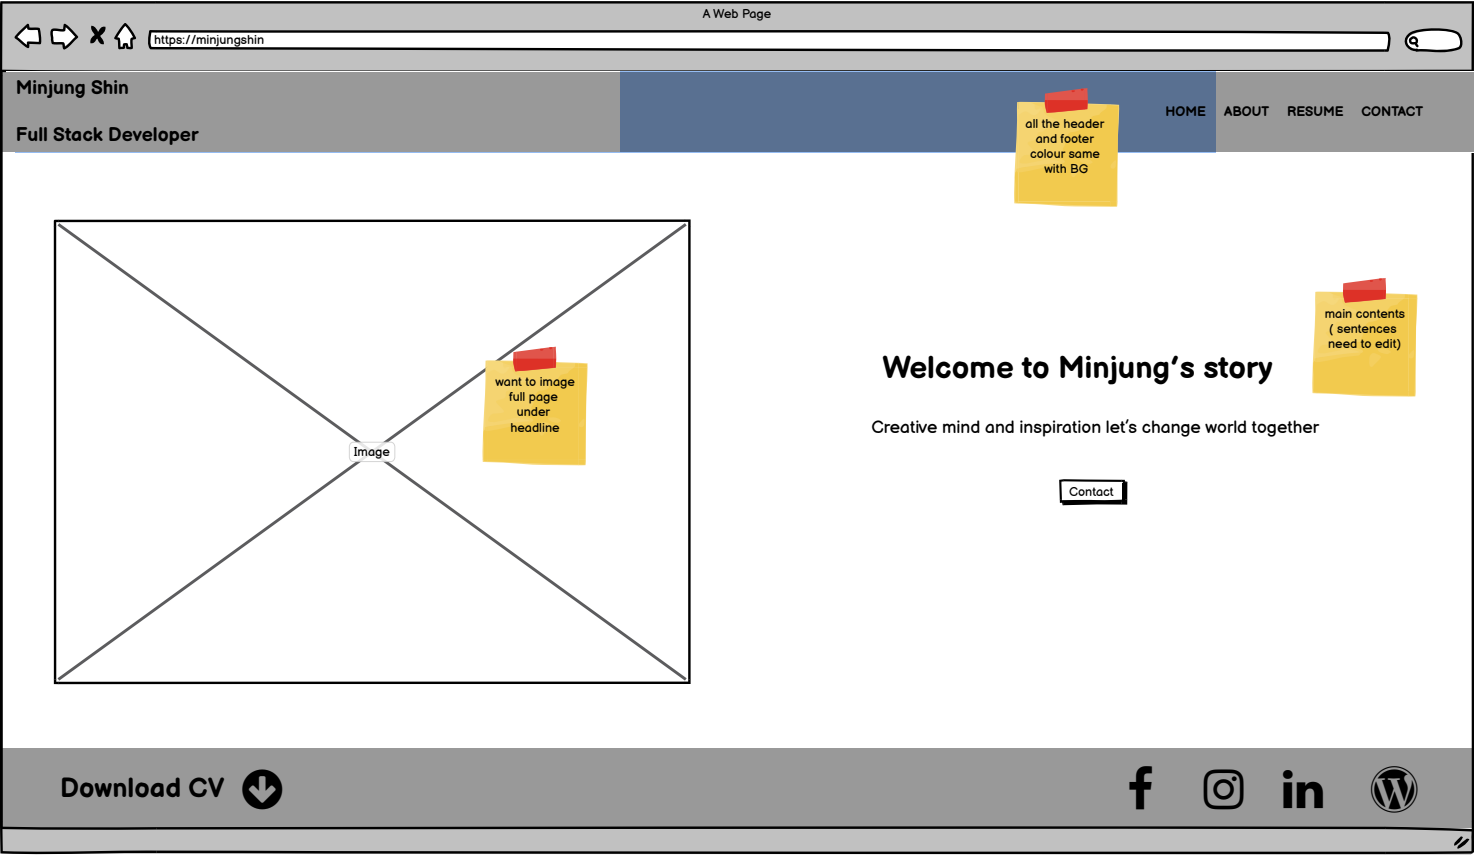 A Web Page
https://minjungshin
Minjung Shin
Full Stack Developer
HOME ABOUT RESUME CONTACT
all the header
and footer
colour same
with BG
main contents
( sentences
need to edit)
want to image
full page
under
headline
Image
Welcome to Minjung's story
Creative mind and inspiration let's change world together
Contact
Download CV